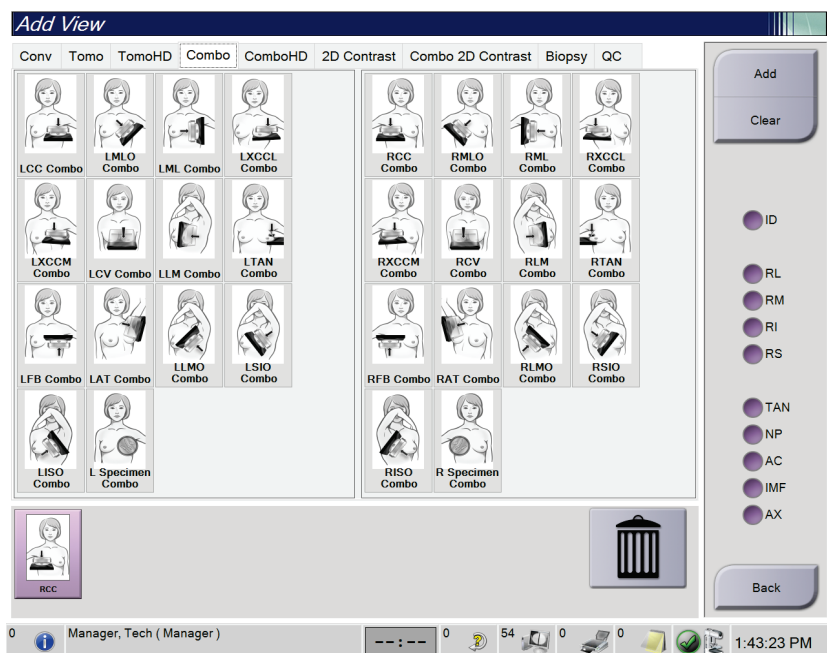 Add View
Conv Tomo TomoHD Combo ComboHD 2D Contrast Combo 2D Contrast Biopsy QC
LCC Combo
LMLO
Combo
LML Combo
LXCCL
Combo
LXCCM
Combo
LCV Combo
LLM Combo
LTAN
Combo
LFB Combo
LAT Combo
LLMO
Combo
LSIO
Combo
LISO
Combo
L Specimen
Combo
RCC
Combo
RMLO
Combo
RML
Combo
RXCCL
Combo
RXCCM
Combo
RCV
Combo
RLM
Combo
RTAN
Combo
RFB Combo
RAT Combo
RLMO
Combo
RSIO
Combo
RISO
Combo
R Specimen
Combo
Add
Clear
ID
RL
RM
RI
RS
TAN
NP
AC
IMF
AX
Back
RCC
0 Manager, Tech ( Manager ) --:-- 0 54 0 0 1:43:23 PM